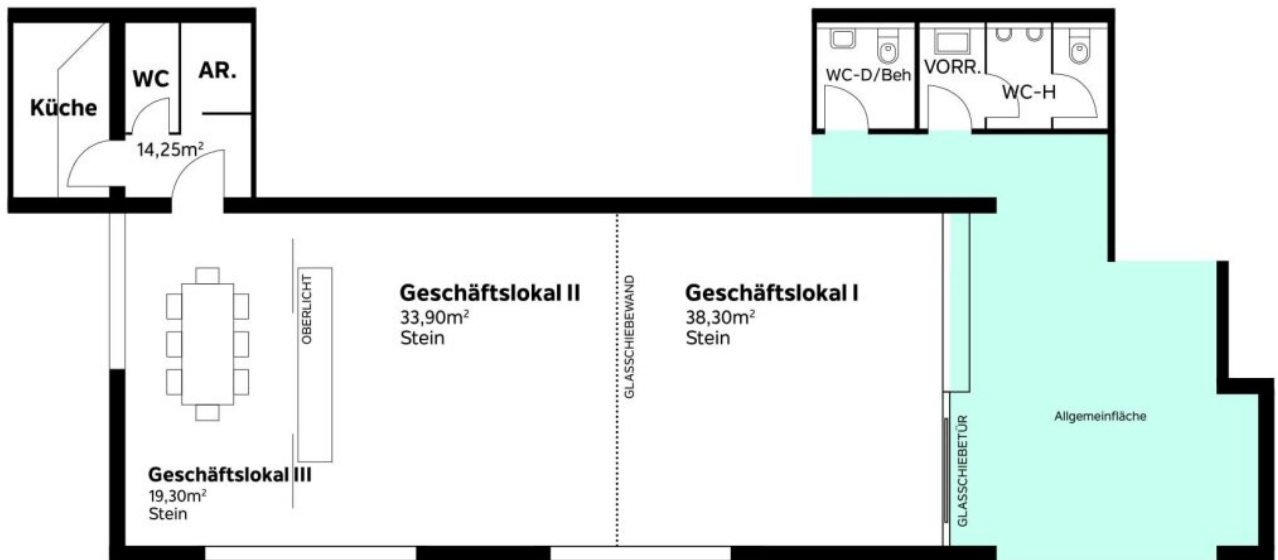 Küche
WC
AR.
14,25m²
WC-D/Beh
VORR.
WC-H
OBERLICHT
Geschäftslokal II
33,90m²
Stein
GLASSCHIEBEWAND
Geschäftslokal I
38,30m²
Stein
GLASSCHIEBETÜR
Allgemeinfläche
Geschäftslokal III
19,30m²
Stein